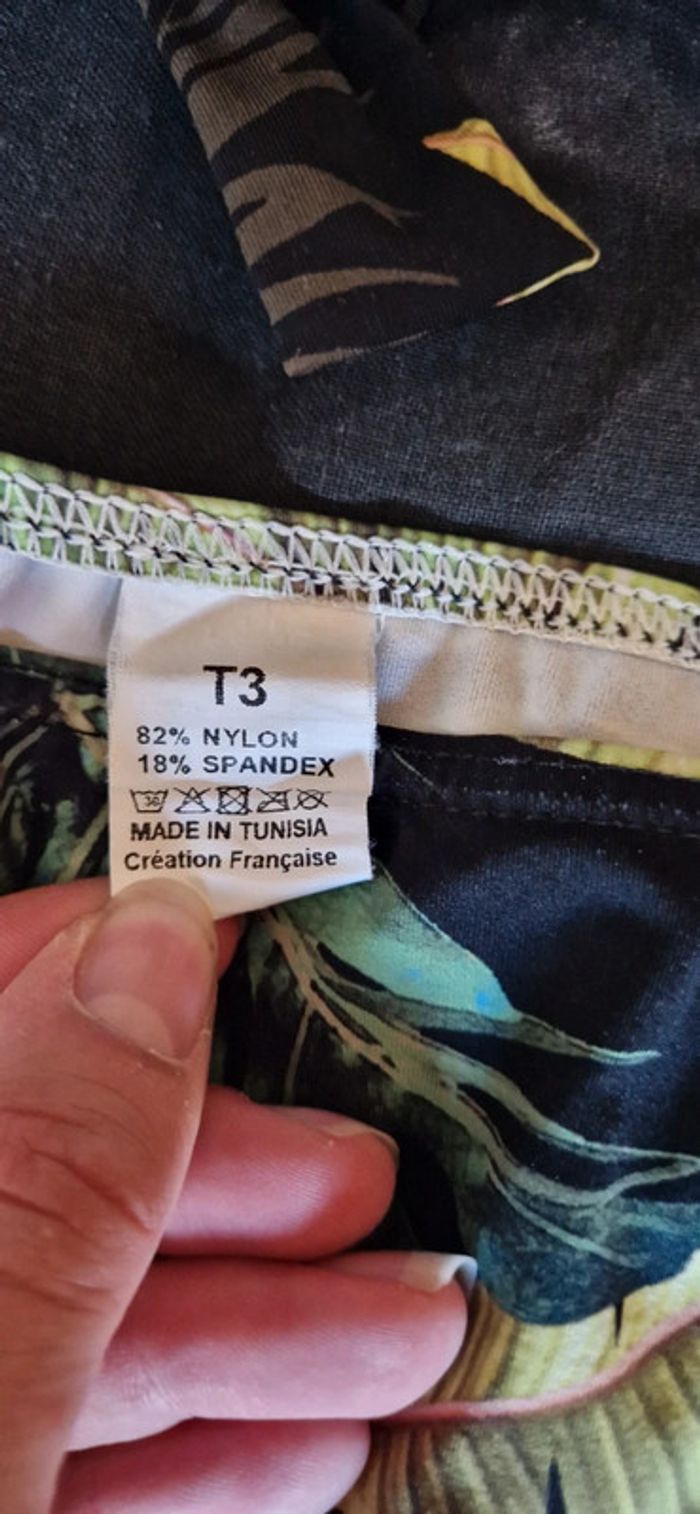 T3
82% NYLON
18% SPANDEX
MADE IN TUNISIA
Création Française